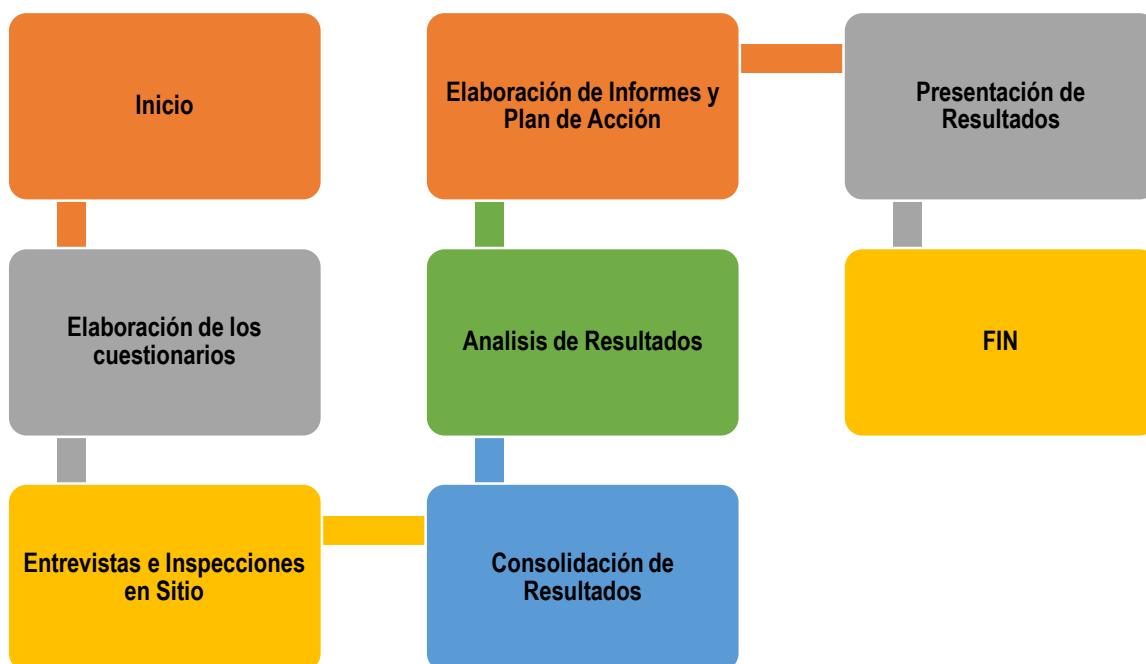 Inicio
Elaboración de los
cuestionarios
Entrevistas e Inspecciones
en Sitio
Consolidación de
Resultados
Analisis de Resultados
Elaboración de Informes y
Plan de Acción
Presentación de
Resultados
FIN